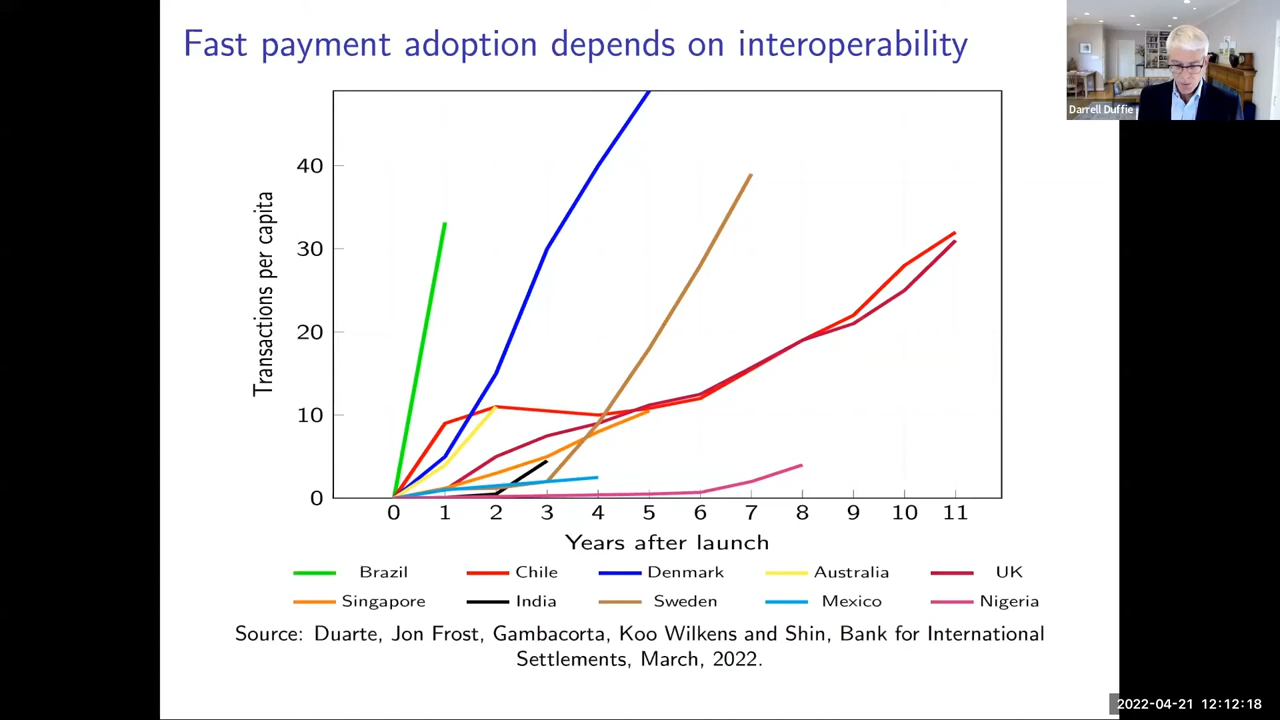 Fast payment adoption depends on interoperability
Darrell Duffie
Transactions per capita
40
30
20
10
0
0 1 2 3 4 5 6 7 8 9 10 11
Years after launch
Brazil Chile Denmark Australia UK
Singapore India Sweden Mexico Nigeria
Source: Duarte, Jon Frost, Gambacorta, Koo Wilkens and Shin, Bank for International
Settlements, March, 2022.
2022-04-21 12:12:18